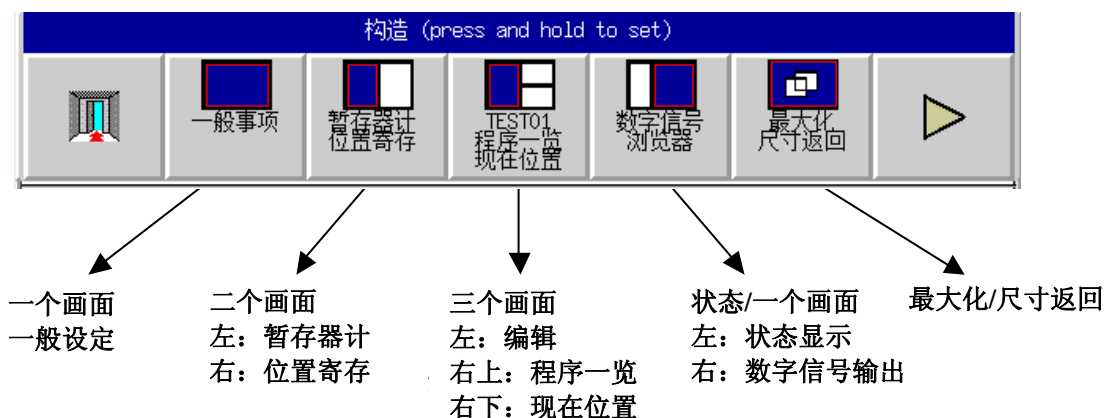 构造 (press and hold to set)
一般事项
暂存器计
位置寄存
TEST01
程序一览
现在位置
数字信号
浏览器
最大化
尺寸返回
一个画面
一般设定
二个画面
左：暂存器计
右：位置寄存
三个画面
左：编辑
右上：程序一览
右下：现在位置
状态/一个画面
左：状态显示
右：数字信号输出
最大化/尺寸返回